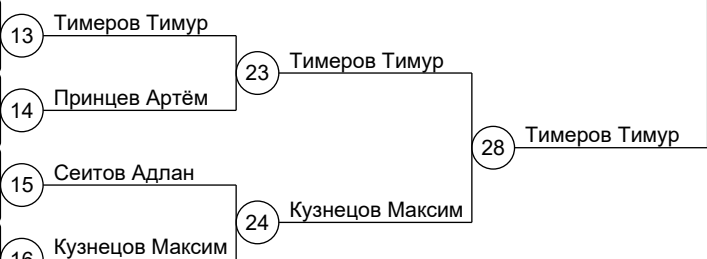 Тимеров Тимур
13
Тимеров Тимур
23
Принцев Артём
14
Тимеров Тимур
28
Сеитов Адлан
15
Кузнецов Максим
24
Кузнецов Максим
16